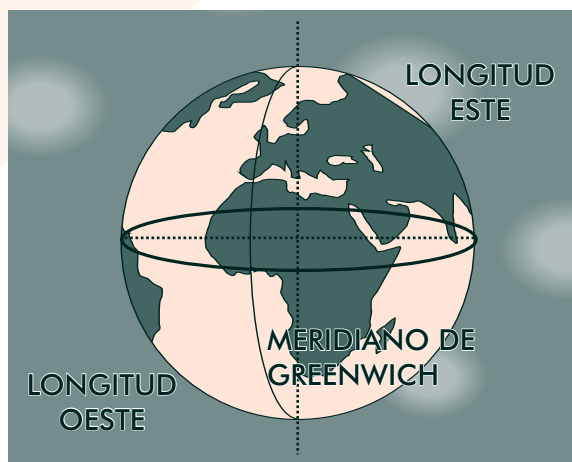 LONGITUD
ESTE
MERIDIANO DE
GREENWICH
LONGITUD
OESTE